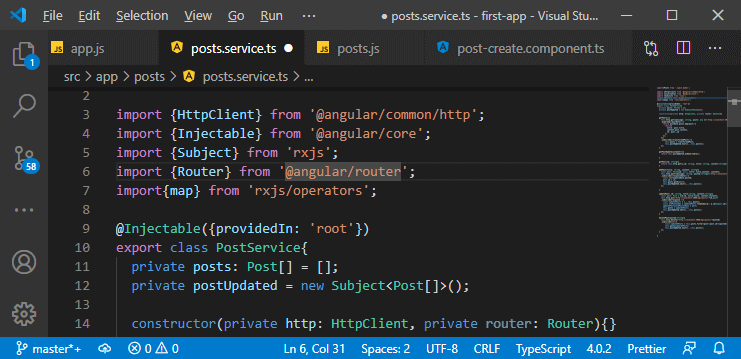 File Edit Selection View Go Run ··· ● posts.service.ts - first-app - Visual Stu...
JS app.js posts.service.ts ● JS posts.js post-create.component.ts ···
src > app > posts > posts.service.ts > ...
1
58
2
3 import {HttpClient} from '@angular/common/http';
4 import {Injectable} from '@angular/core';
5 import {Subject} from 'rxjs';
6 import {Router} from '@angular/router';
7 import{map} from 'rxjs/operators';
8
9 @Injectable({providedIn: 'root'})
10 export class PostService{
11 private posts: Post[] = [];
12 private postUpdated = new Subject<Post[]>();
13
14 constructor(private http: HttpClient, private router: Router){}
master*+ 0 0 Ln 6, Col 31 Spaces: 2 UTF-8 CRLF TypeScript 4.0.2 Prettier